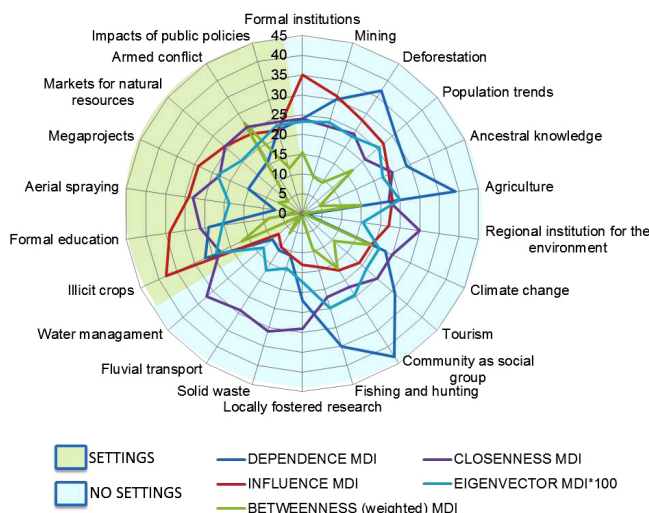 Formal institutions
Impacts of public policies
Mining
Armed conflict
Deforestation
Markets for natural
resources
Population trends
Megaprojects
Ancestral knowledge
Aerial spraying
Agriculture
Formal education
Regional institution for the
environment
Illicit crops
Climate change
Water managament
Tourism
Fluvial transport
Community as social
group
Solid waste
Fishing and hunting
Locally fostered research
45
40
35
30
25
20
15
10
5
0
SETTINGS
NO SETTINGS
DEPENDENCE MDI
CLOSENNESS MDI
INFLUENCE MDI
EIGENVECTOR MDI*100
BETWEENNESS (weighted) MDI